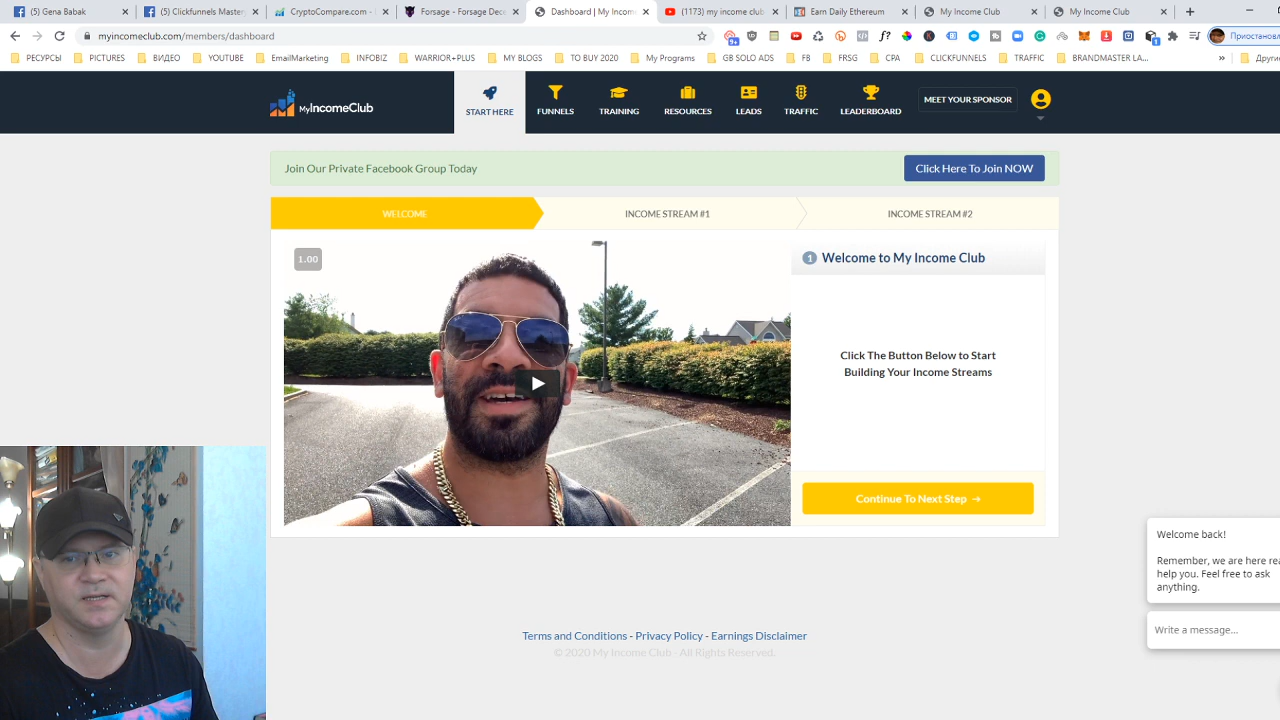 (5) Gena Babak
(5) Clickfunnels Mastery
CryptoCompare.com -
Forsage - Forsage Dece
Dashboard | My Income
(1173) my income club
Earn Daily Ethereum
My Income Club
My Income Club
myincomeclub.com/members/dashboard
Приостановл
РЕСУРСЫ
PICTURES
ВИДЕО
YOUTUBE
EmailMarketing
INFOBIZ
WARRIOR+PLUS
MY BLOGS
TO BUY 2020
My Programs
GB SOLO ADS
FB
FRSG
CPA
CLICKFUNNELS
TRAFFIC
BRANDMASTER LA...
Другие
MyIncomeClub
START HERE
FUNNELS
TRAINING
RESOURCES
LEADS
TRAFFIC
LEADERBOARD
MEET YOUR SPONSOR
Join Our Private Facebook Group Today
Click Here To Join NOW
WELCOME
INCOME STREAM #1
INCOME STREAM #2
1.00
1 Welcome to My Income Club
Click The Button Below to Start
Building Your Income Streams
Continue To Next Step →
Welcome back!
Remember, we are here rea
help you. Feel free to ask
anything.
Write a message...
Terms and Conditions - Privacy Policy - Earnings Disclaimer
© 2020 My Income Club - All Rights Reserved.